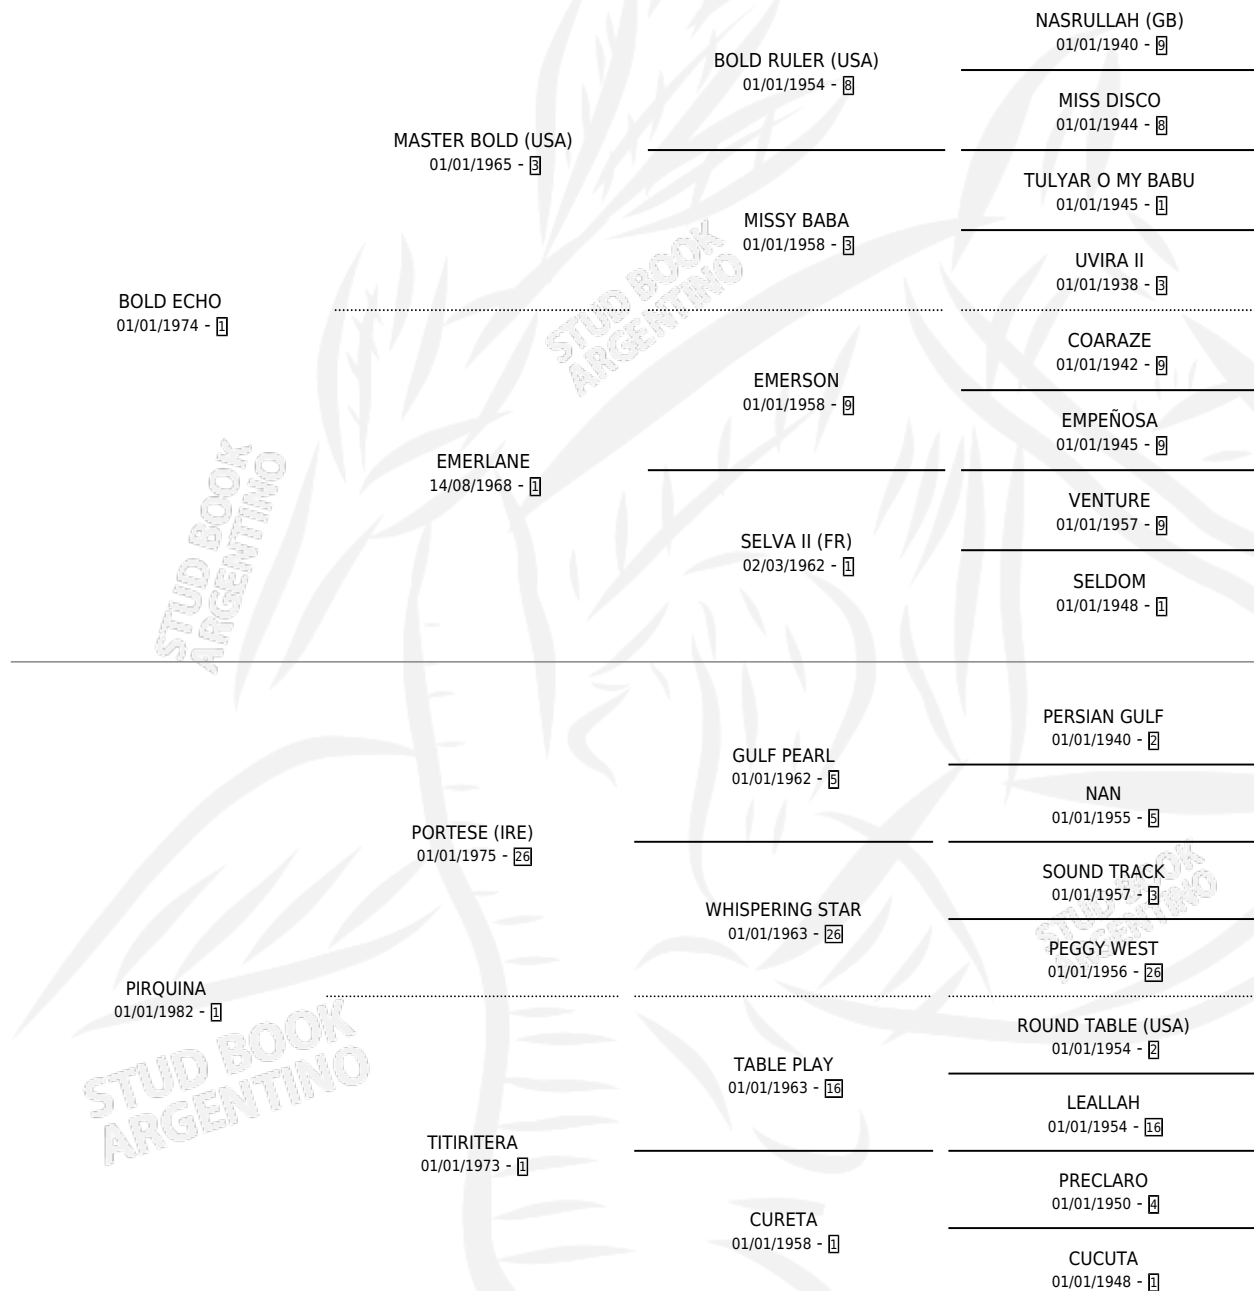 NASRULLAH (GB)
01/01/1940 - 9
BOLD RULER (USA)
01/01/1954 - 8
MISS DISCO
01/01/1944 - 8
MASTER BOLD (USA)
01/01/1965 - 3
TULYAR O MY BABU
01/01/1945 - 1
MISSY BABA
01/01/1958 - 3
UVIRA II
01/01/1938 - 3
BOLD ECHO
01/01/1974 - 1
COARAZE
01/01/1942 - 9
EMERSON
01/01/1958 - 9
EMPEÑOSA
01/01/1945 - 9
EMERLANE
14/08/1968 - 1
VENTURE
01/01/1957 - 9
SELVA II (FR)
02/03/1962 - 1
SELDOM
01/01/1948 - 1
PERSIAN GULF
01/01/1940 - 2
GULF PEARL
01/01/1962 - 5
NAN
01/01/1955 - 5
PORTESE (IRE)
01/01/1975 - 26
SOUND TRACK
01/01/1957 - 3
WHISPERING STAR
01/01/1963 - 26
PEGGY WEST
01/01/1956 - 26
PIRQUINA
01/01/1982 - 1
ROUND TABLE (USA)
01/01/1954 - 2
TABLE PLAY
01/01/1963 - 16
LEALLAH
01/01/1954 - 16
TITIRITERA
01/01/1973 - 1
PRECLARO
01/01/1950 - 4
CURETA
01/01/1958 - 1
CUCUTA
01/01/1948 - 1
STUD BOOK
ARGENTINO
STUD BOOK
ARGENTINO
STUD BOOK
ARGENTINO
STUD BOOK
ARGENTINO